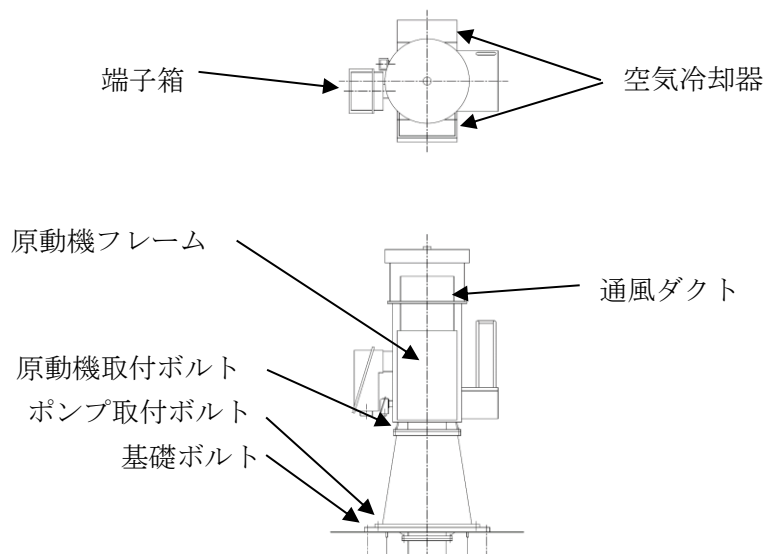 端子箱
空気冷却器
原動機フレーム
通風ダクト
原動機取付ボルト
ポンプ取付ボルト
基礎ボルト